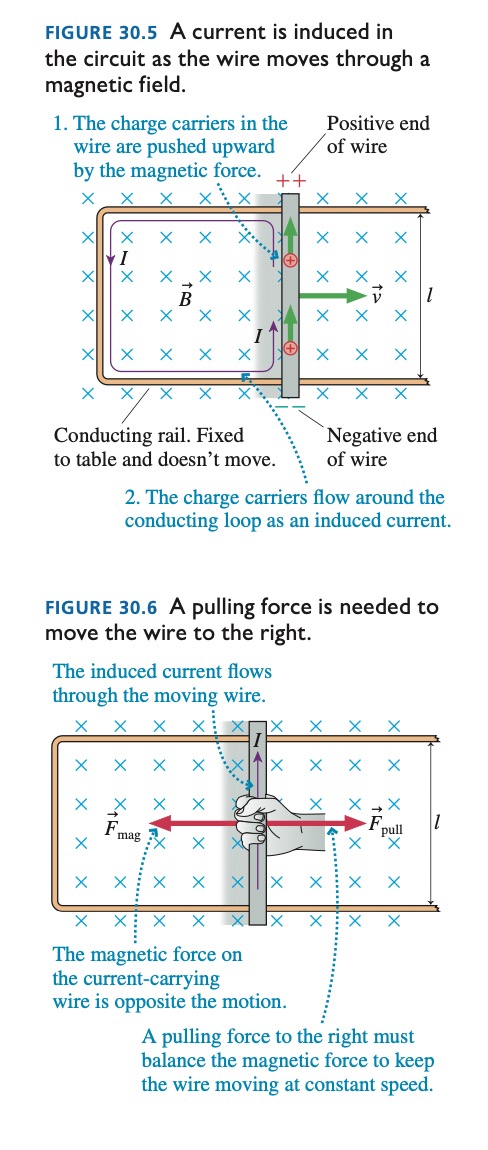 FIGURE 30.5 A current is induced in
the circuit as the wire moves through a
magnetic field.
1. The charge carriers in the
wire are pushed upward
by the magnetic force.
Positive end
of wire
++
I
B
v
l
I
Conducting rail. Fixed
to table and doesn't move.
Negative end
of wire
2. The charge carriers flow around the
conducting loop as an induced current.
FIGURE 30.6 A pulling force is needed to
move the wire to the right.
The induced current flows
through the moving wire.
I
F mag
F pull
l
The magnetic force on
the current-carrying
wire is opposite the motion.
A pulling force to the right must
balance the magnetic force to keep
the wire moving at constant speed.